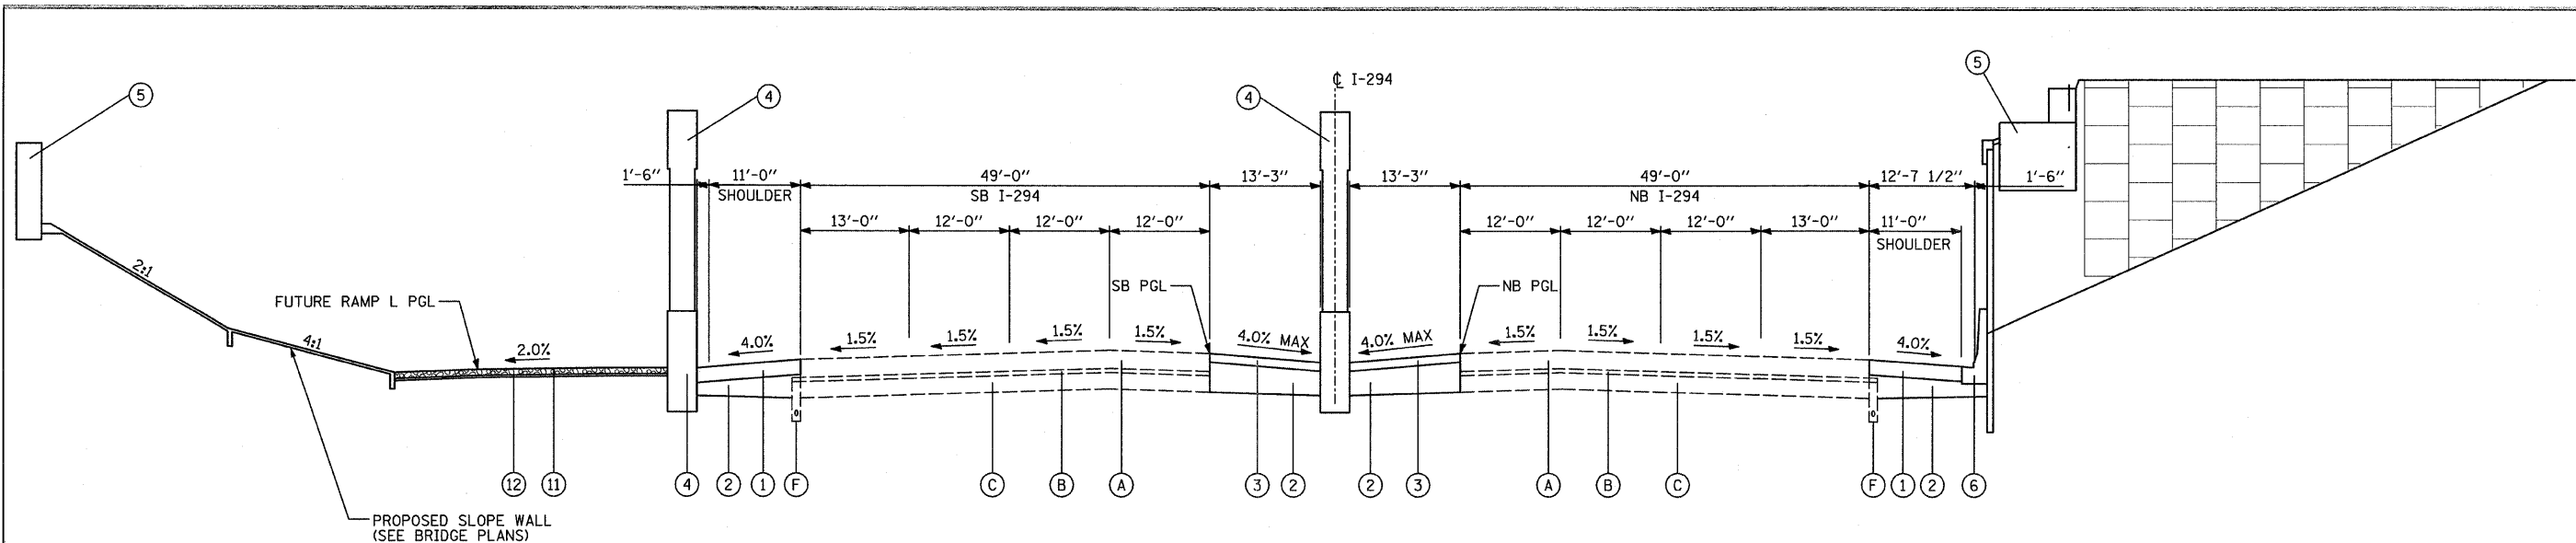 ℄ I-294
5
4
4
5
1'-6"
11'-0"
49'-0"
13'-3"
13'-3"
49'-0"
12'-7 1/2"
1'-6"
SHOULDER
SB I-294
NB I-294
13'-0"
12'-0"
12'-0"
12'-0"
12'-0"
12'-0"
12'-0"
13'-0"
11'-0"
SHOULDER
2:1
FUTURE RAMP L PGL
SB PGL
NB PGL
4:1
2.0%
4.0%
1.5%
1.5%
1.5%
1.5%
4.0% MAX
4.0% MAX
1.5%
1.5%
1.5%
1.5%
4.0%
12
11
4
2
1
F
C
B
A
3
2
2
3
A
B
C
F
1
2
6
PROPOSED SLOPE WALL
(SEE BRIDGE PLANS)